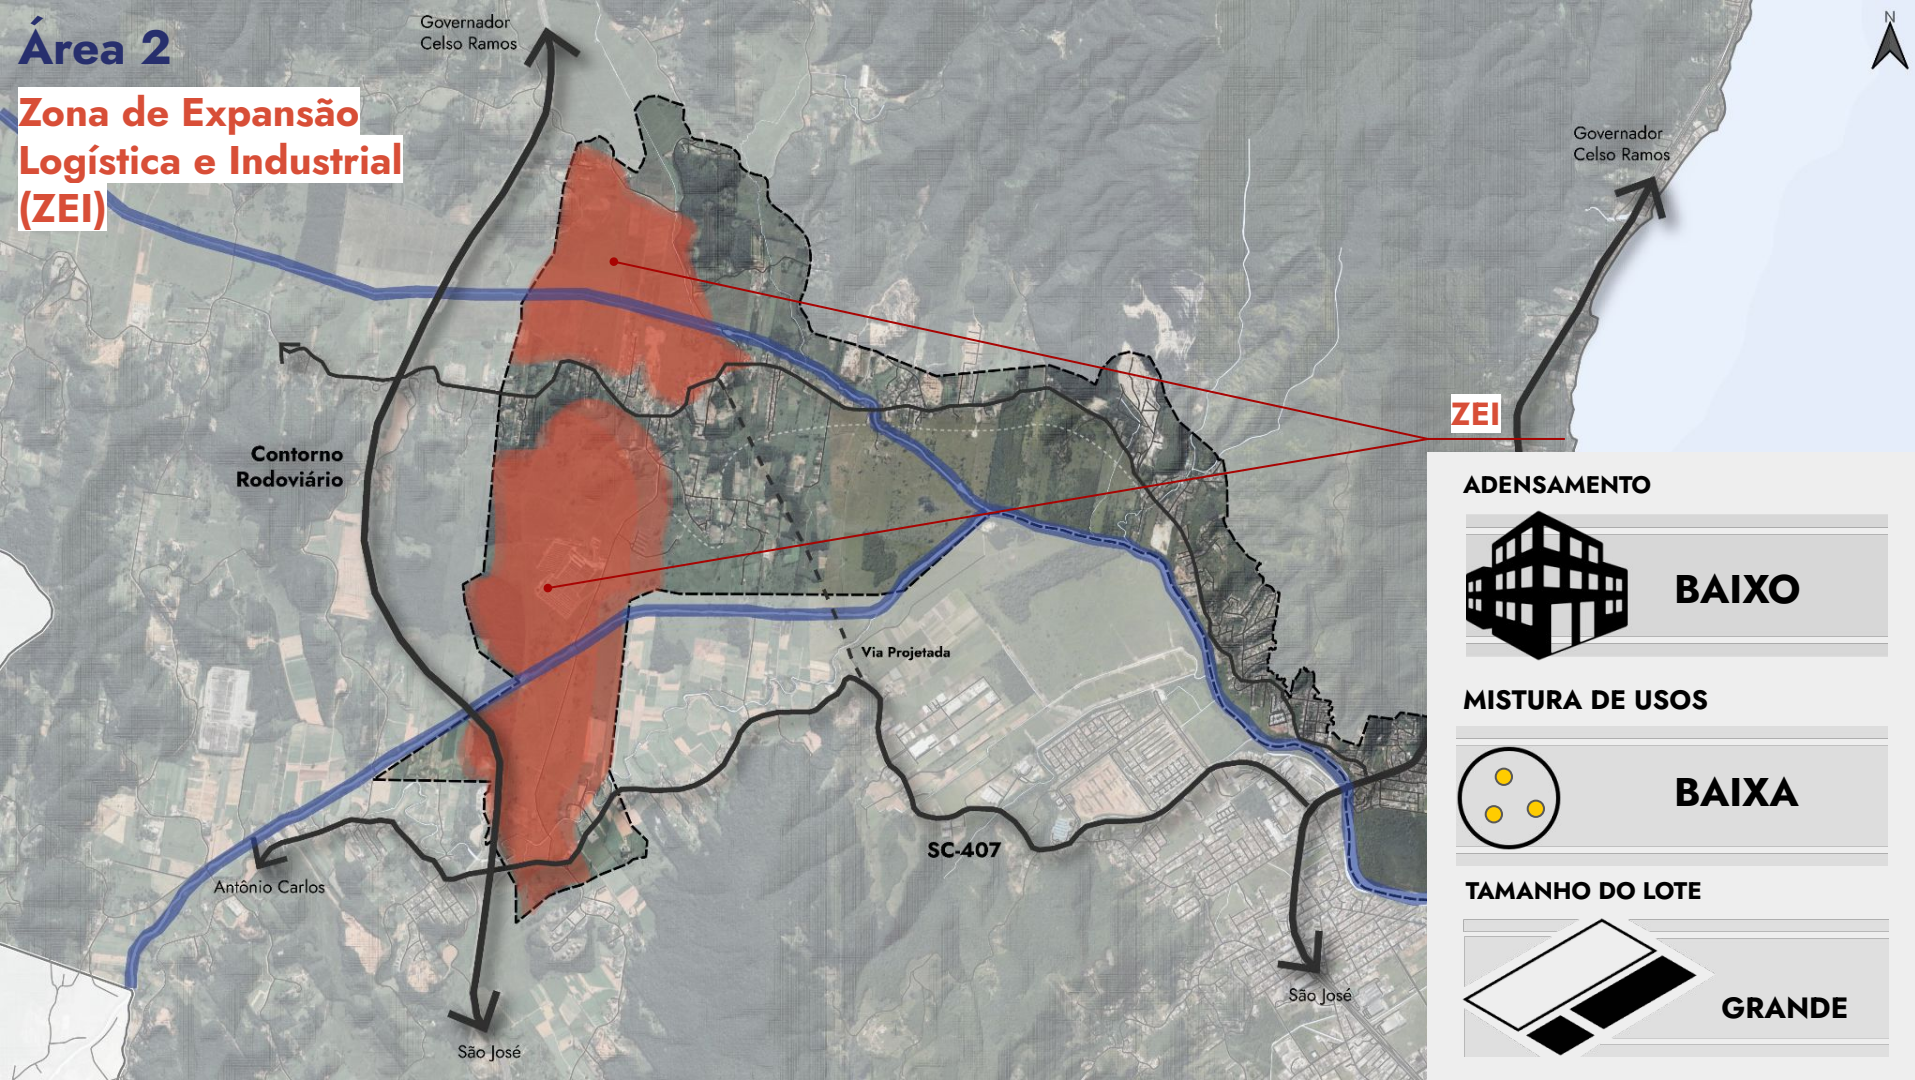 Área 2
Zona de Expansão
Logística e Industrial
(ZEI)
Governador
Celso Ramos
N
Governador
Celso Ramos
Contorno
Rodoviário
ZEI
Via Projetada
SC-407
Antônio Carlos
São José
São José
ADENSAMENTO
BAIXO
MISTURA DE USOS
BAIXA
TAMANHO DO LOTE
GRANDE